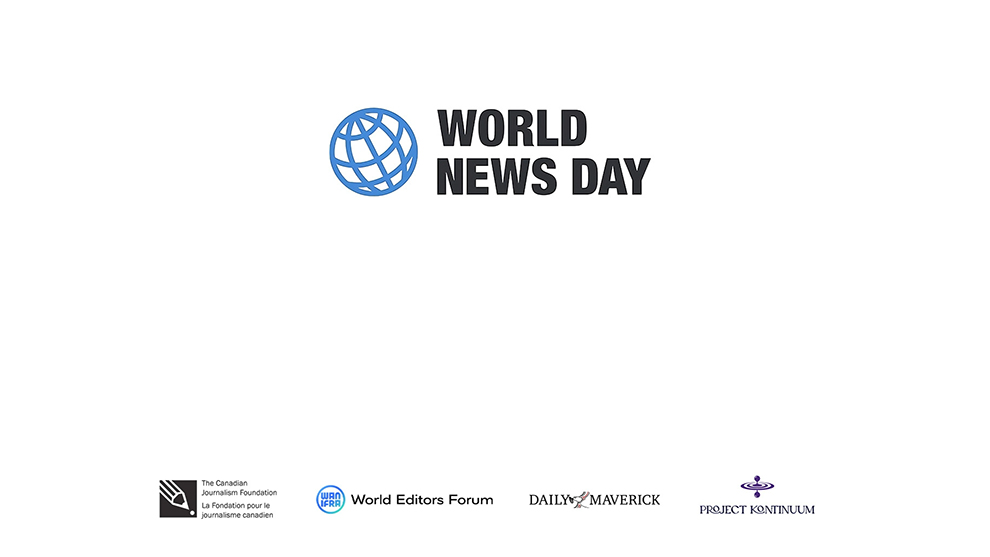 WORLD
NEWS DAY
The Canadian
Journalism Foundation
La Fondation pour le
journalisme canadien
WAN
IFRA
World Editors Forum
DAILY MAVERICK
PROJECT KONTINUUM